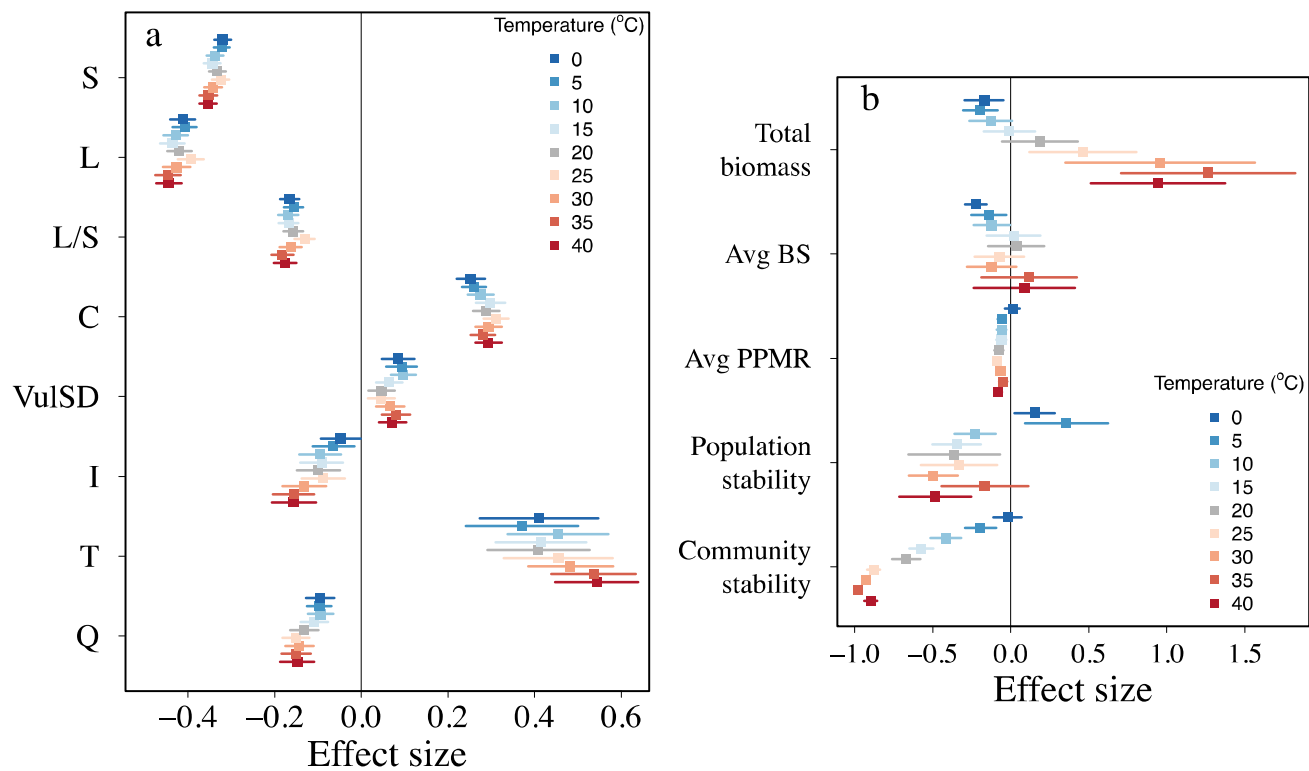 a
Temperature (°C)
0
5
10
15
20
25
30
35
40
S
L
L/S
C
VulSD
I
T
Q
−0.4 −0.2 0.0 0.2 0.4 0.6
Effect size
b
Total
biomass
Avg BS
Avg PPMR
Population
stability
Community
stability
Temperature (°C)
0
5
10
15
20
25
30
35
40
−1.0 −0.5 0.0 0.5 1.0 1.5
Effect size